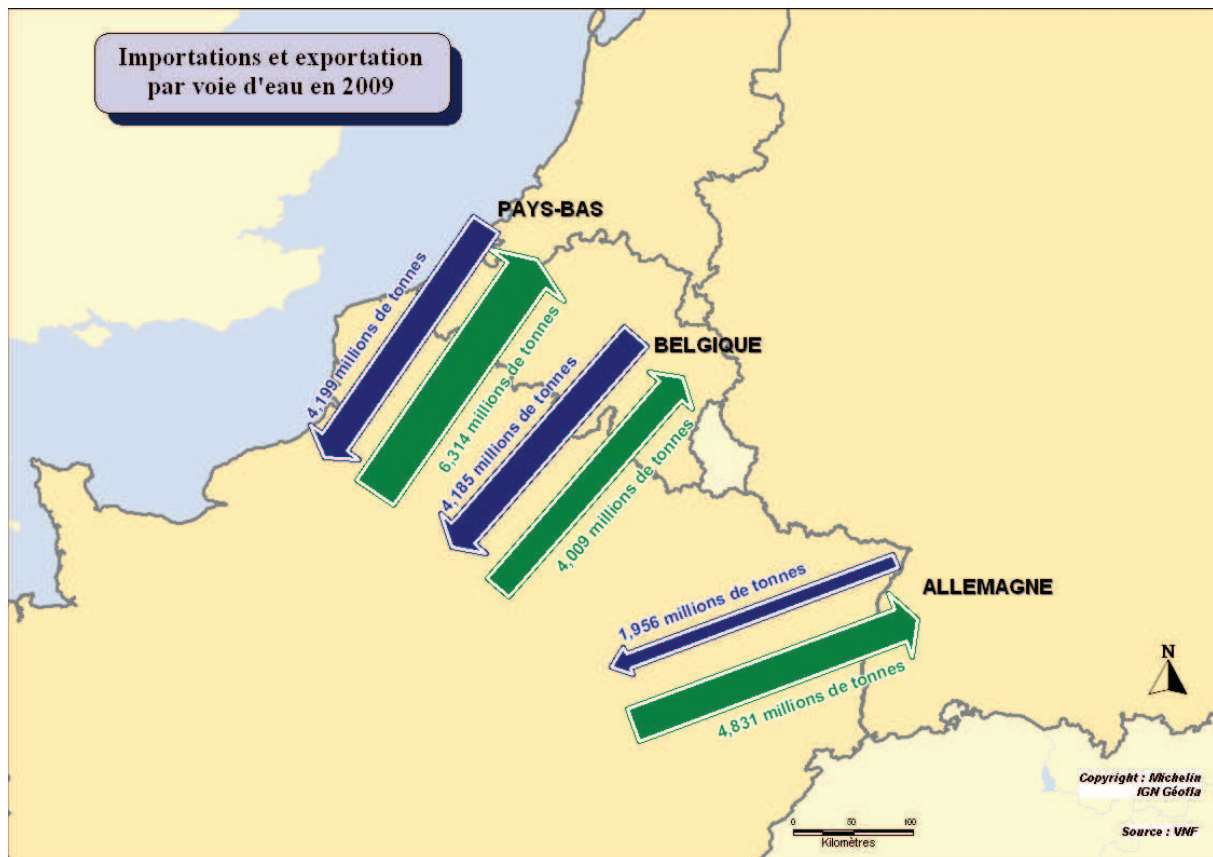 Importations et exportation
par voie d'eau en 2009
PAYS-BAS
4,199 millions de tonnes
6,314 millions de tonnes
BELGIQUE
4,185 millions de tonnes
4,009 millions de tonnes
ALLEMAGNE
1,956 millions de tonnes
4,831 millions de tonnes
N
Copyright : Michelin
IGN Géofla
0 50 100
Kilomètres
Source : VNF